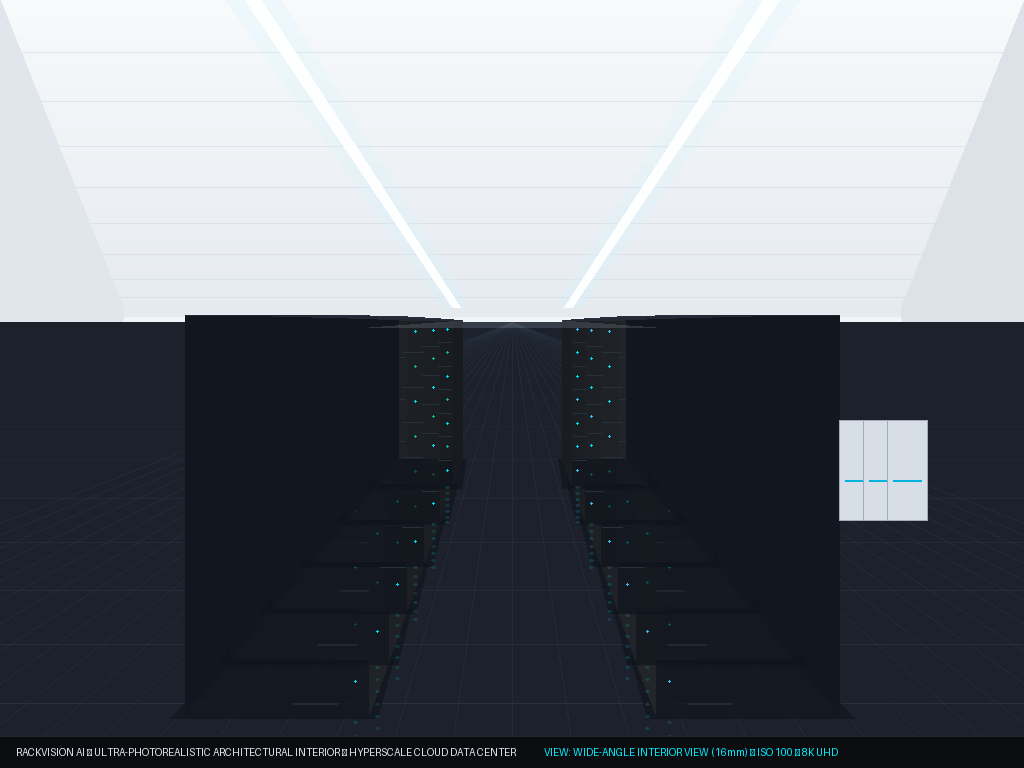 RACKVISION AI▯ULTRA-PHOTOREALISTIC ARCHITECTURAL INTERIOR▯HYPERSCALE CLOUD DATA CENTER
VIEW: WIDE-ANGLE INTERIOR VIEW (16mm)▯ISO 100▯8K UHD